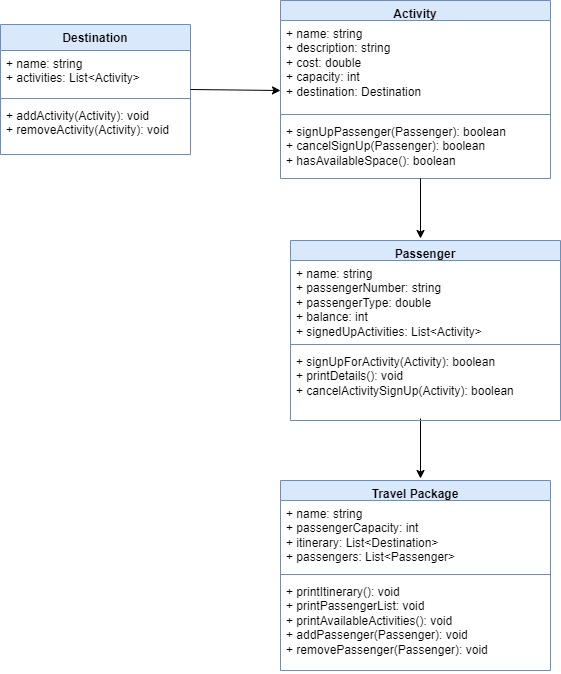 Destination
+ name: string
+ activities: List<Activity>
+ addActivity(Activity): void
+ removeActivity(Activity): void
Activity
+ name: string
+ description: string
+ cost: double
+ capacity: int
+ destination: Destination
+ signUpPassenger(Passenger): boolean
+ cancelSignUp(Passenger): boolean
+ hasAvailableSpace(): boolean
Passenger
+ name: string
+ passengerNumber: string
+ passengerType: double
+ balance: int
+ signedUpActivities: List<Activity>
+ signUpForActivity(Activity): boolean
+ printDetails(): void
+ cancelActivitySignUp(Activity): boolean
Travel Package
+ name: string
+ passengerCapacity: int
+ itinerary: List<Destination>
+ passengers: List<Passenger>
+ printItinerary(): void
+ printPassengerList: void
+ printAvailableActivities(): void
+ addPassenger(Passenger): void
+ removePassenger(Passenger): void